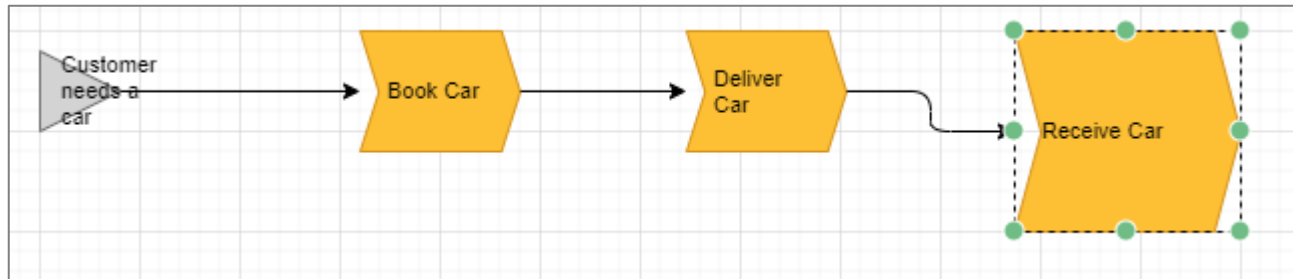 Customer
needs a
car
Book Car
Deliver
Car
Receive Car